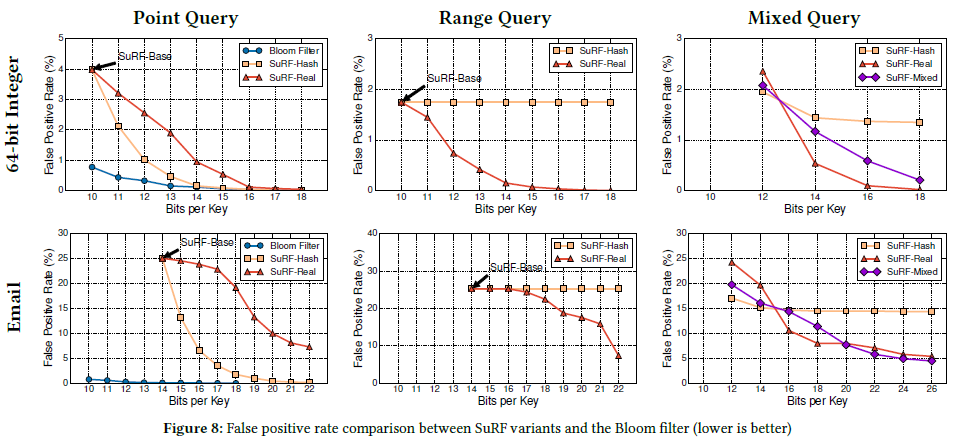 Point Query
Range Query
Mixed Query
64-bit Integer
False Positive Rate (%)
5
4
3
2
1
0
SuRF-Base
Bloom Filter
SuRF-Hash
SuRF-Real
10 11 12 13 14 15 16 17 18
Bits per Key
False Positive Rate (%)
3
2
1
0
SuRF-Base
SuRF-Hash
SuRF-Real
10 11 12 13 14 15 16 17 18
Bits per Key
False Positive Rate (%)
3
2
1
0
SuRF-Hash
SuRF-Real
SuRF-Mixed
10 12 14 16 18
Bits per Key
Email
False Positive Rate (%)
30
25
20
15
10
5
0
SuRF-Base
Bloom Filter
SuRF-Hash
SuRF-Real
10 11 12 13 14 15 16 17 18 19 20 21 22
Bits per Key
False Positive Rate (%)
40
30
20
10
0
SuRF-Base
SuRF-Hash
SuRF-Real
10 11 12 13 14 15 16 17 18 19 20 21 22
Bits per Key
False Positive Rate (%)
30
25
20
15
10
5
0
SuRF-Hash
SuRF-Real
SuRF-Mixed
10 12 14 16 18 20 22 24 26
Bits per Key
Figure 8: False positive rate comparison between SuRF variants and the Bloom filter (lower is better)